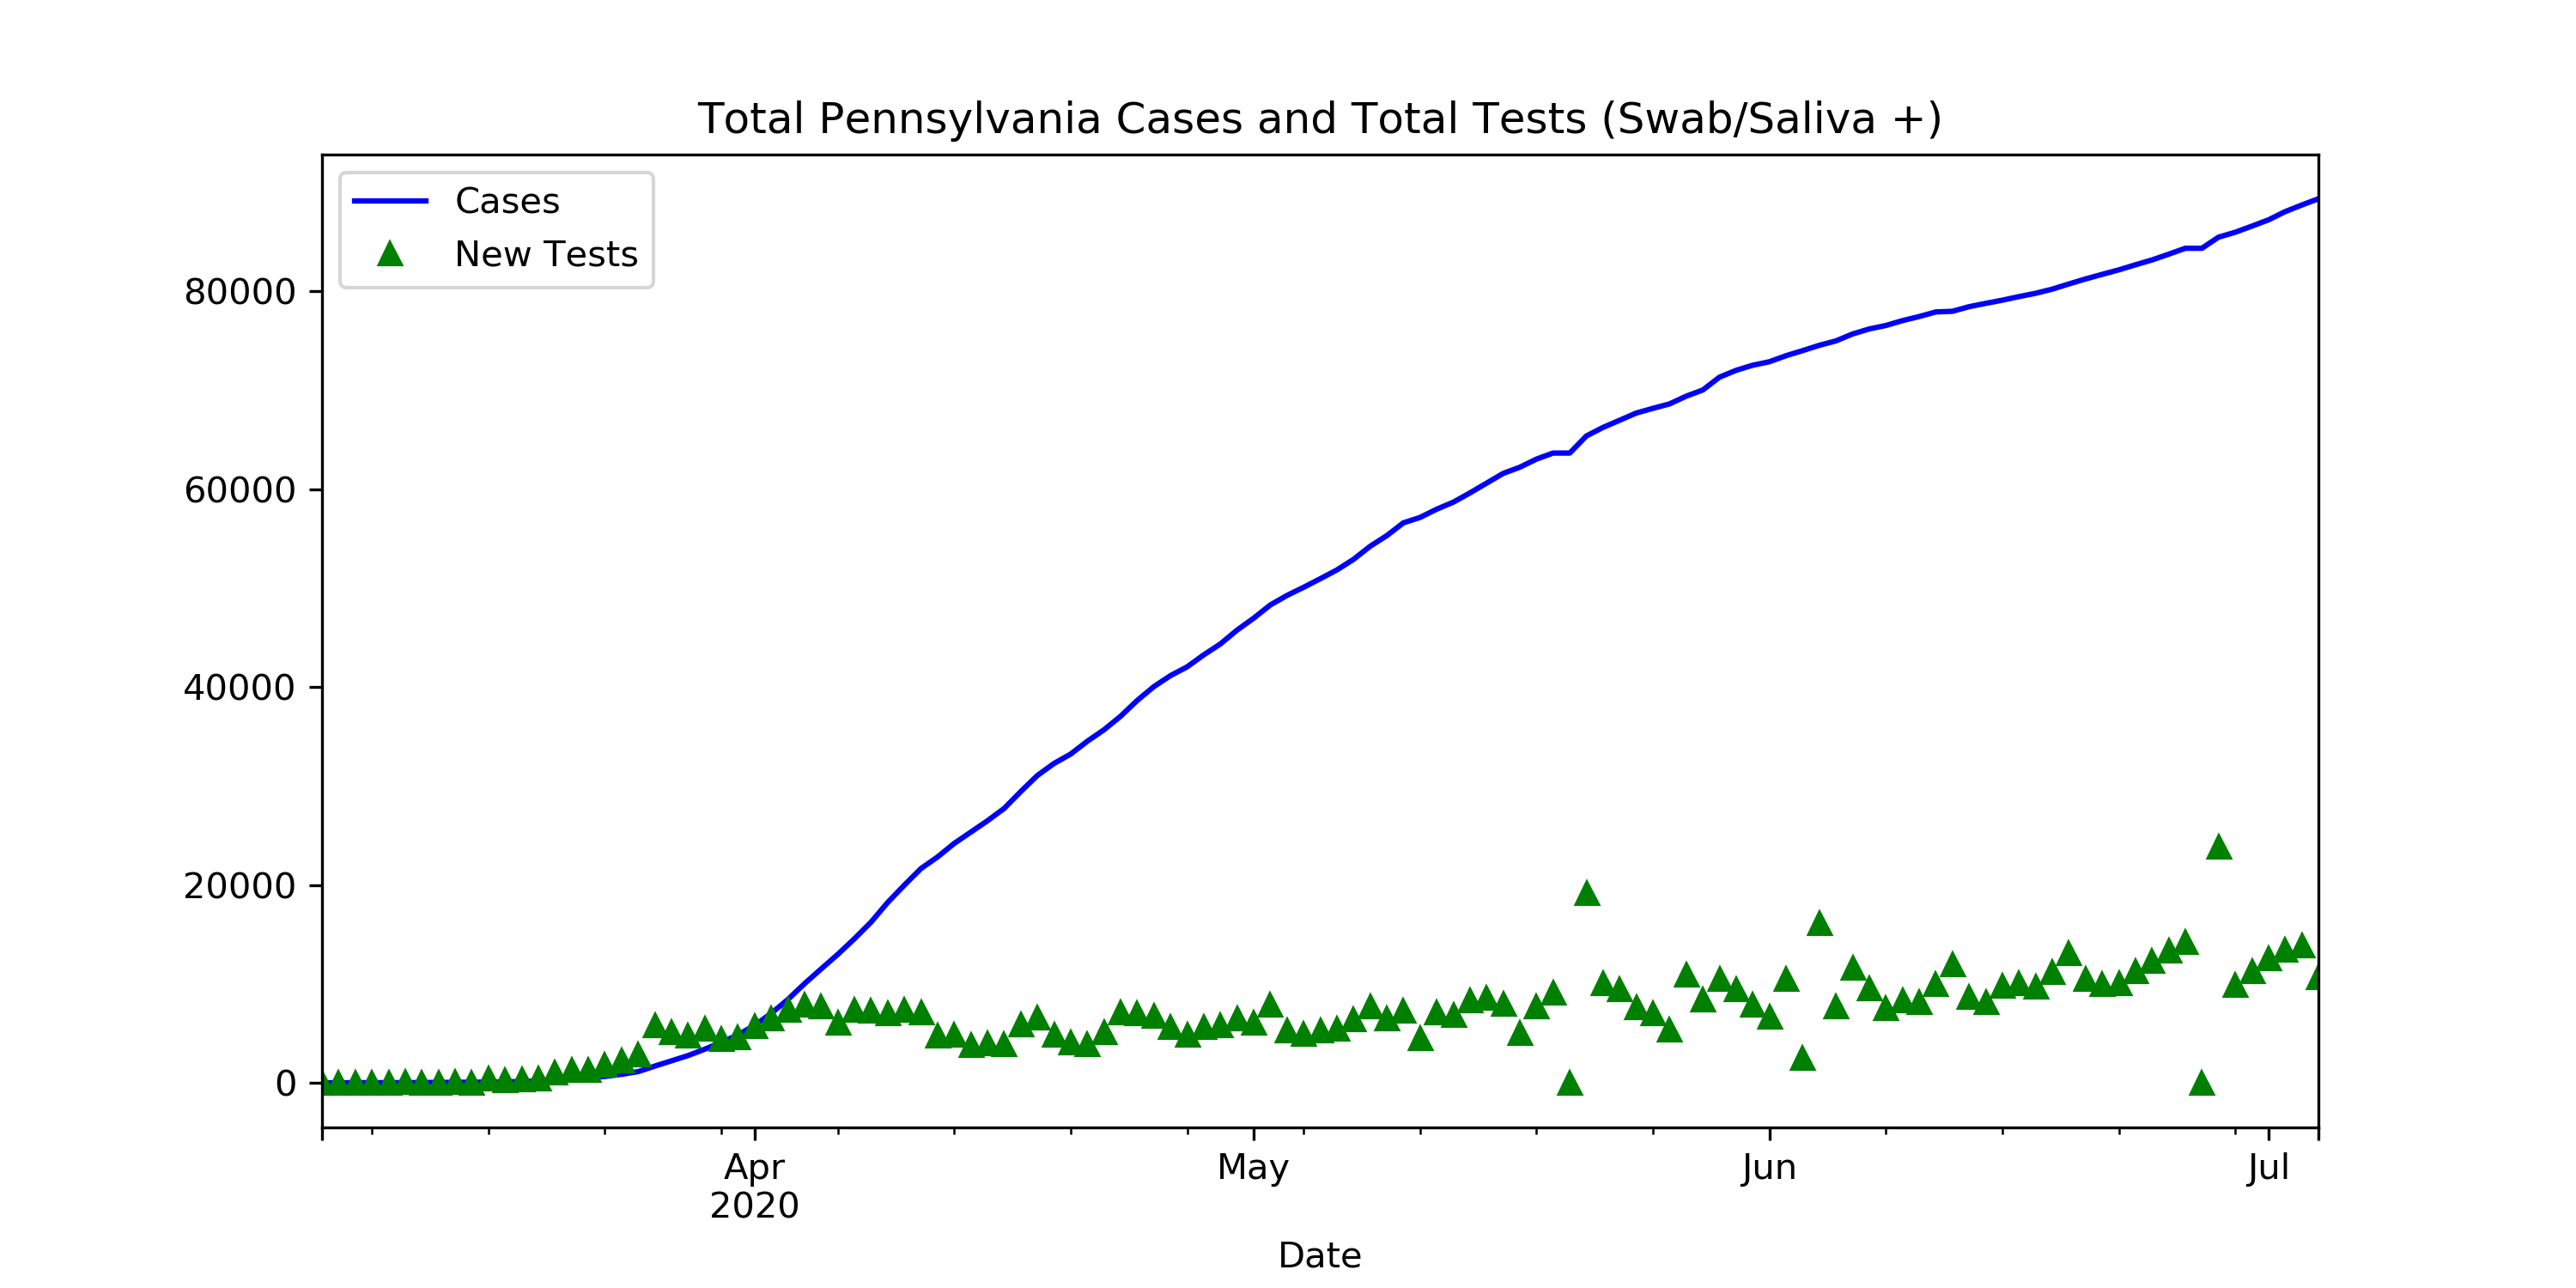 Total Pennsylvania Cases and Total Tests (Swab/Saliva +)
Cases
New Tests
80000
60000
40000
20000
0
Apr
2020
May
Jun
Jul
Date